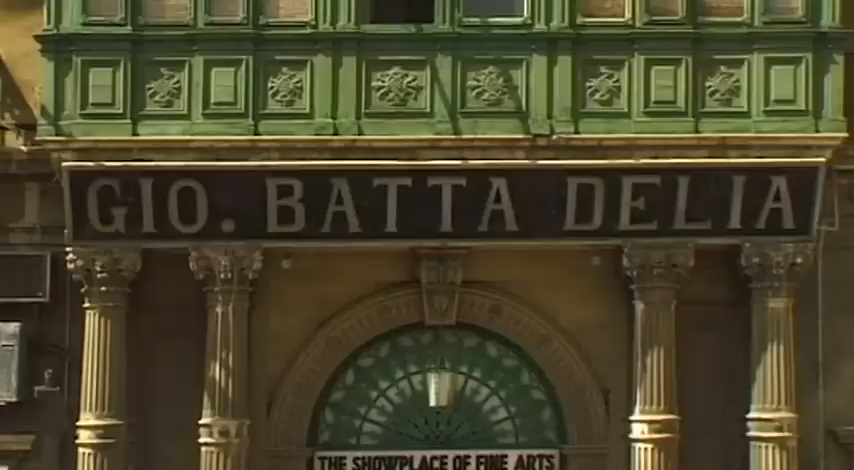 GIO. BATTA DELIA
THE SHOWPLACE OF FINE ARTS